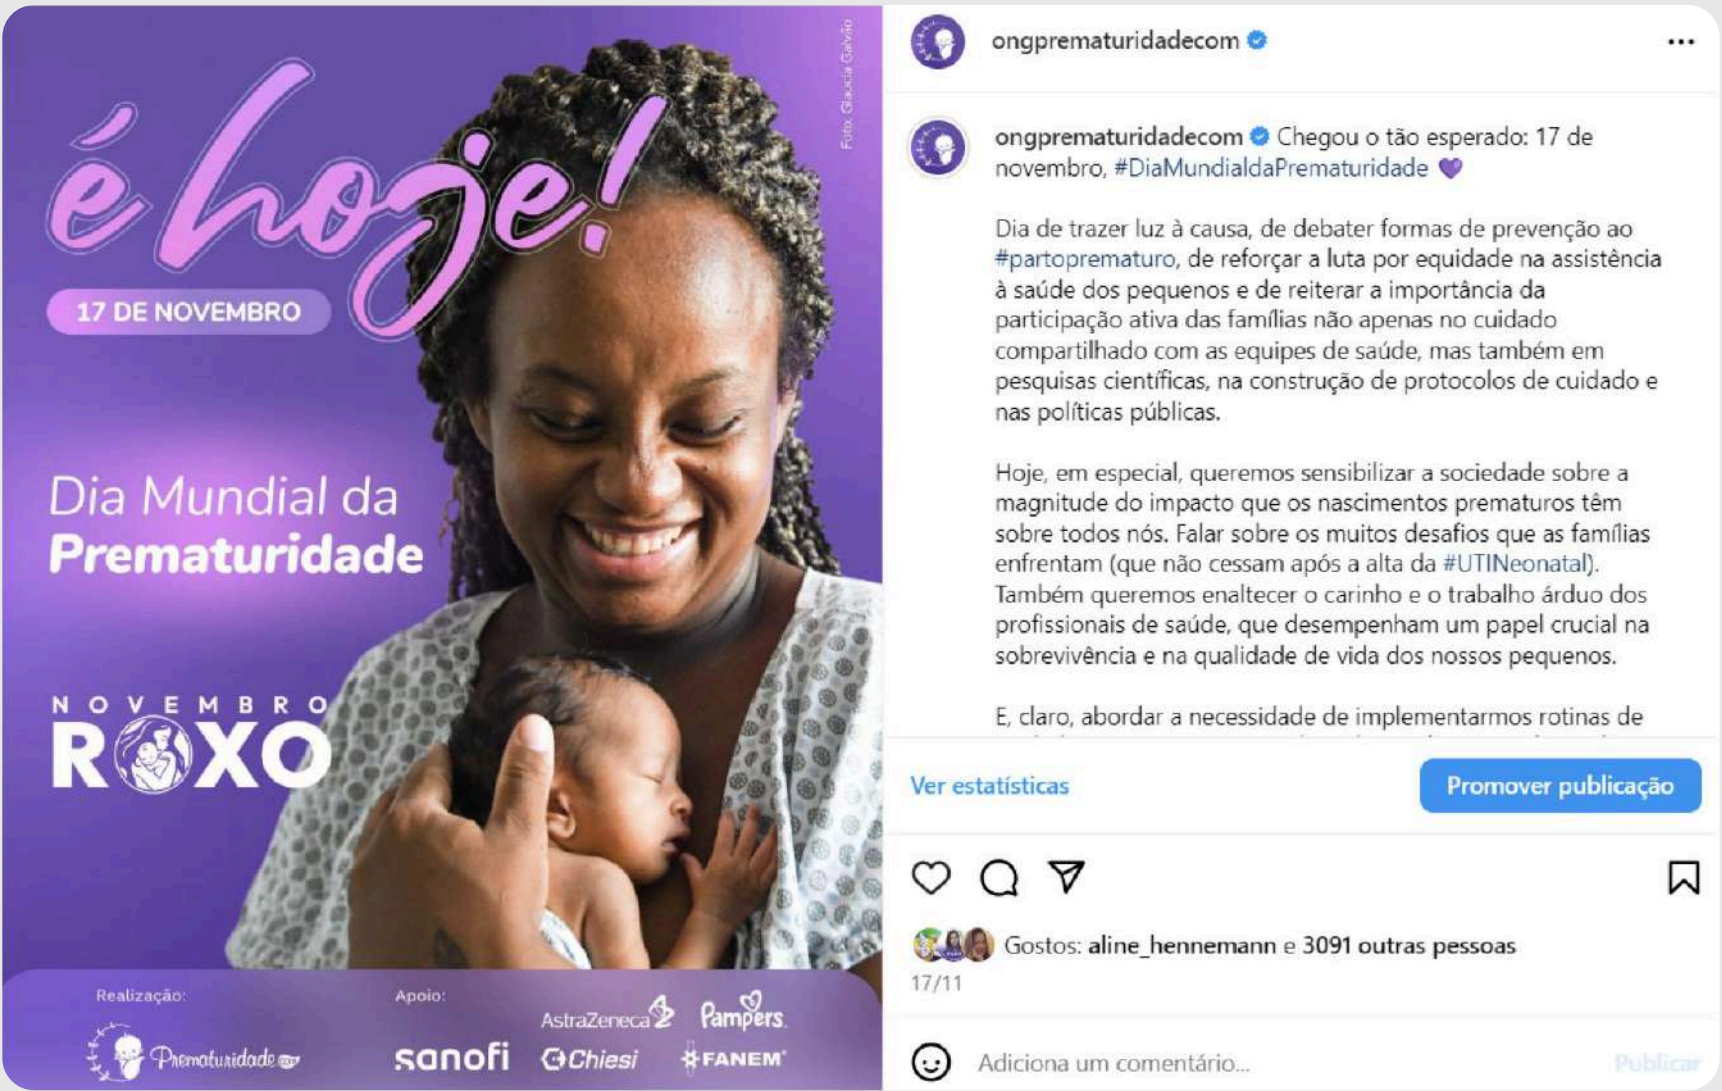 é hoje!
17 DE NOVEMBRO
Foto: Glaucia Galvão
Dia Mundial da
Prematuridade
NOVEMBRO
ROXO
Realização:
Prematuridade.com
Apoio:
AstraZeneca
Pampers.
sanofi
Chiesi
FANEM®
ongprematuridadecom
ongprematuridadecom Chegou o tão esperado: 17 de
novembro, #DiaMundialdaPrematuridade 💜
Dia de trazer luz à causa, de debater formas de prevenção ao
#partoprematuro, de reforçar a luta por equidade na assistência
à saúde dos pequenos e de reiterar a importância da
participação ativa das famílias não apenas no cuidado
compartilhado com as equipes de saúde, mas também em
pesquisas científicas, na construção de protocolos de cuidado e
nas políticas públicas.
Hoje, em especial, queremos sensibilizar a sociedade sobre a
magnitude do impacto que os nascimentos prematuros têm
sobre todos nós. Falar sobre os muitos desafios que as famílias
enfrentam (que não cessam após a alta da #UTINeonatal).
Também queremos enaltecer o carinho e o trabalho árduo dos
profissionais de saúde, que desempenham um papel crucial na
sobrevivência e na qualidade de vida dos nossos pequenos.
E, claro, abordar a necessidade de implementarmos rotinas de
Ver estatísticas
Promover publicação
Gostos: aline_hennemann e 3091 outras pessoas
17/11
Adiciona um comentário...
Publicar